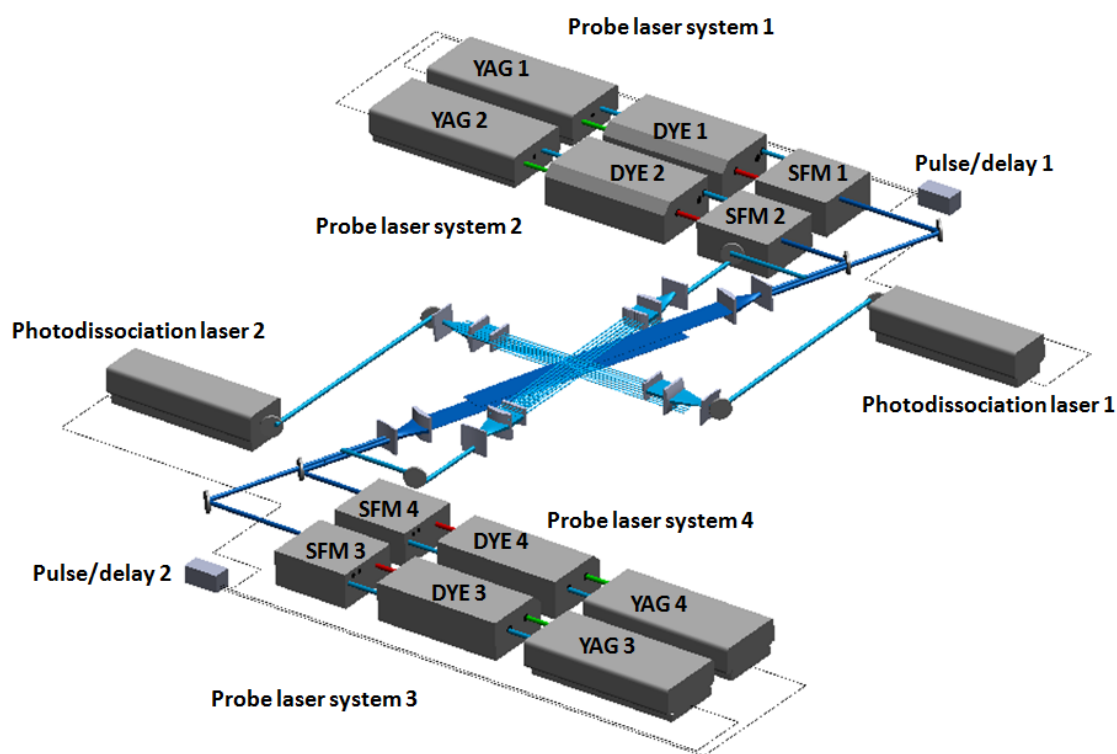 Probe laser system 1
YAG 1
YAG 2
DYE 1
DYE 2
SFM 1
Pulse/delay 1
SFM 2
Probe laser system 2
Photodissociation laser 2
Photodissociation laser 1
SFM 4
Probe laser system 4
SFM 3
DYE 4
Pulse/delay 2
DYE 3
YAG 4
YAG 3
Probe laser system 3